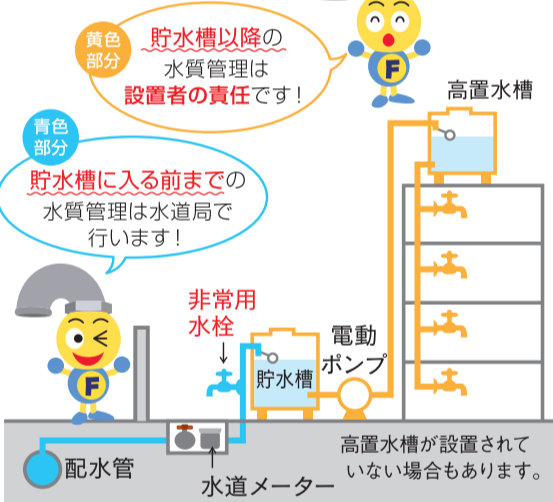 黄色
部分
貯水槽以降の
水質管理は
設置者の責任です！
F
高置水槽
青色
部分
貯水槽に入る前までの
水質管理は水道局で
行います！
F
非常用
水栓
貯水槽
電動
ポンプ
配水管
水道メーター
高置水槽が設置されて
いない場合もあります。